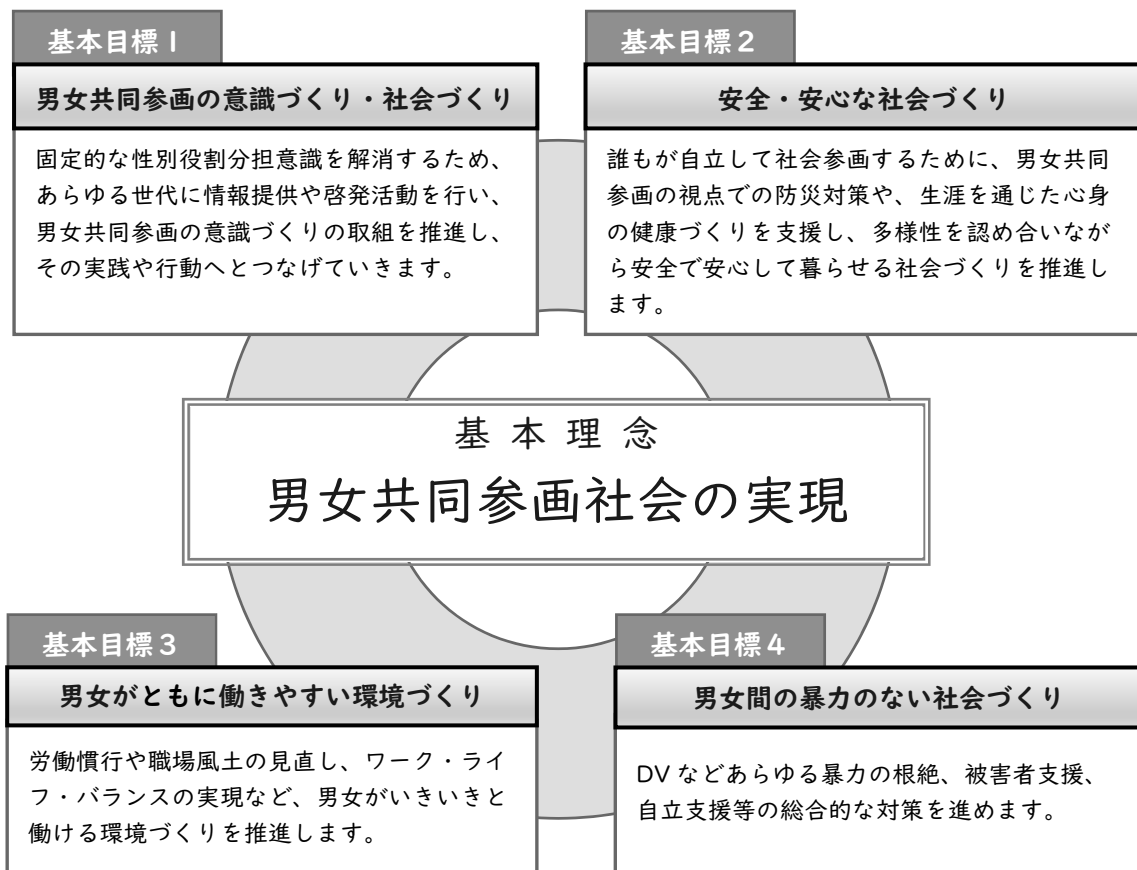 基本目標1
男女共同参画の意識づくり・社会づくり
固定的な性別役割分担意識を解消するため、
あらゆる世代に情報提供や啓発活動を行い、
男女共同参画の意識づくりの取組を推進し、
その実践や行動へとつなげていきます。
基本目標2
安全・安心な社会づくり
誰もが自立して社会参画するために、男女共同
参画の視点での防災対策や、生涯を通じた心身
の健康づくりを支援し、多様性を認め合いなが
ら安全で安心して暮らせる社会づくりを推進し
ます。
基本理念
男女共同参画社会の実現
基本目標3
男女がともに働きやすい環境づくり
労働慣行や職場風土の見直し、ワーク・ライ
フ・バランスの実現など、男女がいきいきと
働ける環境づくりを推進します。
基本目標4
男女間の暴力のない社会づくり
DVなどあらゆる暴力の根絶、被害者支援、
自立支援等の総合的な対策を進めます。